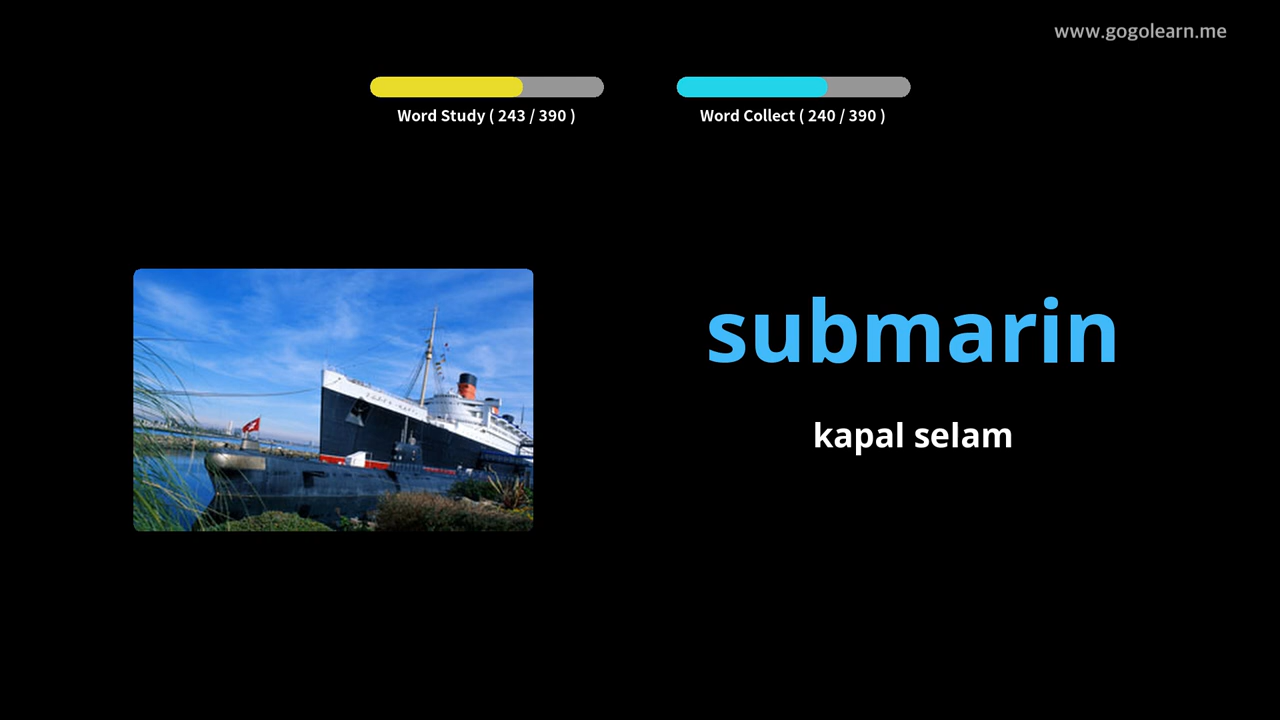 www.gogolearn.me
Word Study ( 243 / 390 )
Word Collect ( 240 / 390 )
submarin
kapal selam